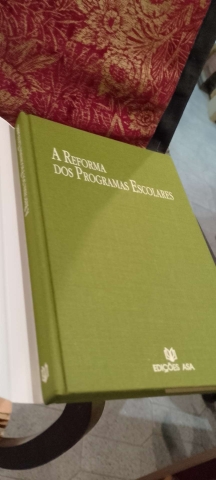 A REFORMA
DOS PROGRAMAS ESCOLARES
EDIÇÕES ASA